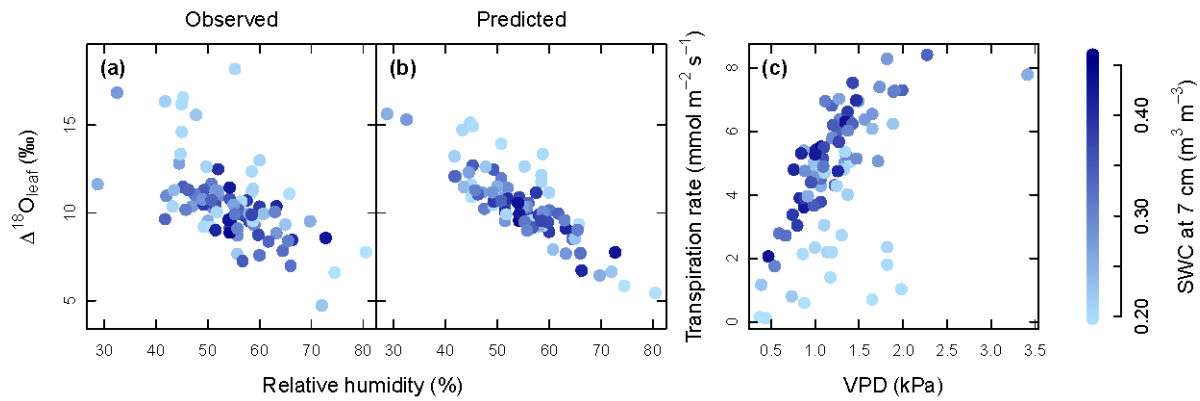 Observed
Predicted
(a)
(b)
(c)
Δ¹⁸O_leaf (‰)
15
10
5
30 40 50 60 70 80
30 40 50 60 70 80
Relative humidity (%)
Transpiration rate (mmol m⁻² s⁻¹)
8
6
4
2
0
0.5 1.0 1.5 2.0 2.5 3.0 3.5
VPD (kPa)
0.40
0.30
0.20
SWC at 7 cm (m³ m⁻³)